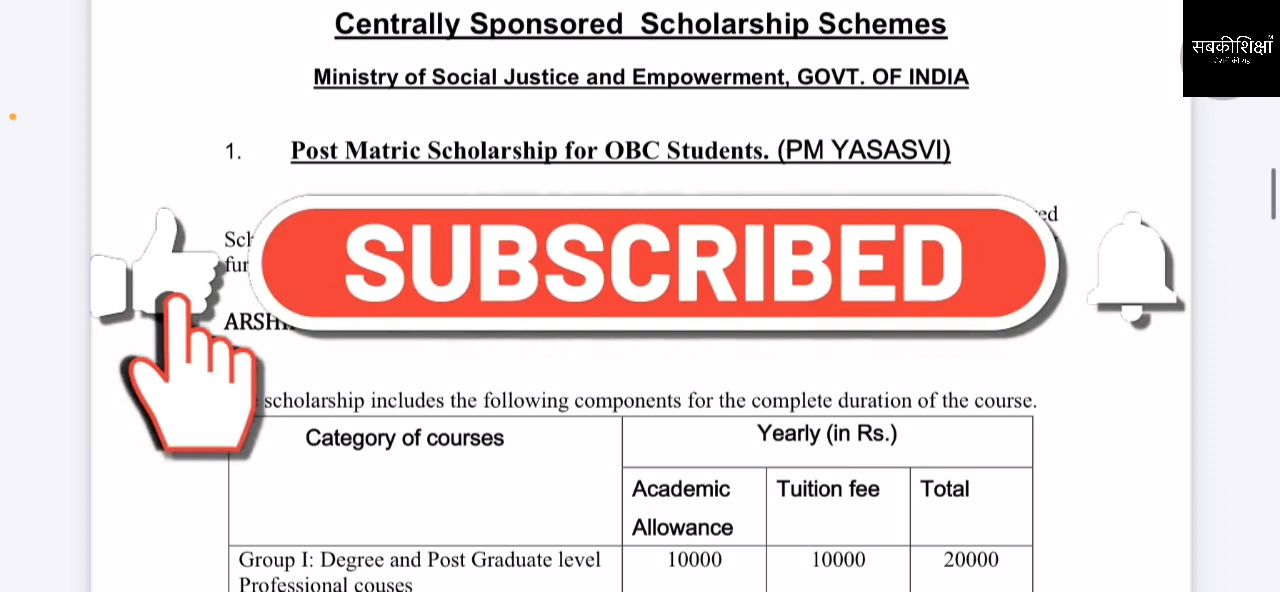 Centrally Sponsored Scholarship Schemes
सबकीशिक्षा
Ministry of Social Justice and Empowerment, GOVT. OF INDIA
1. Post Matric Scholarship for OBC Students. (PM YASASVI)
SUBSCRIBED
scholarship includes the following components for the complete duration of the course.
Category of courses
Yearly (in Rs.)
Academic Allowance
Tuition fee
Total
Group I: Degree and Post Graduate level
10000 10000 20000
Professional couses